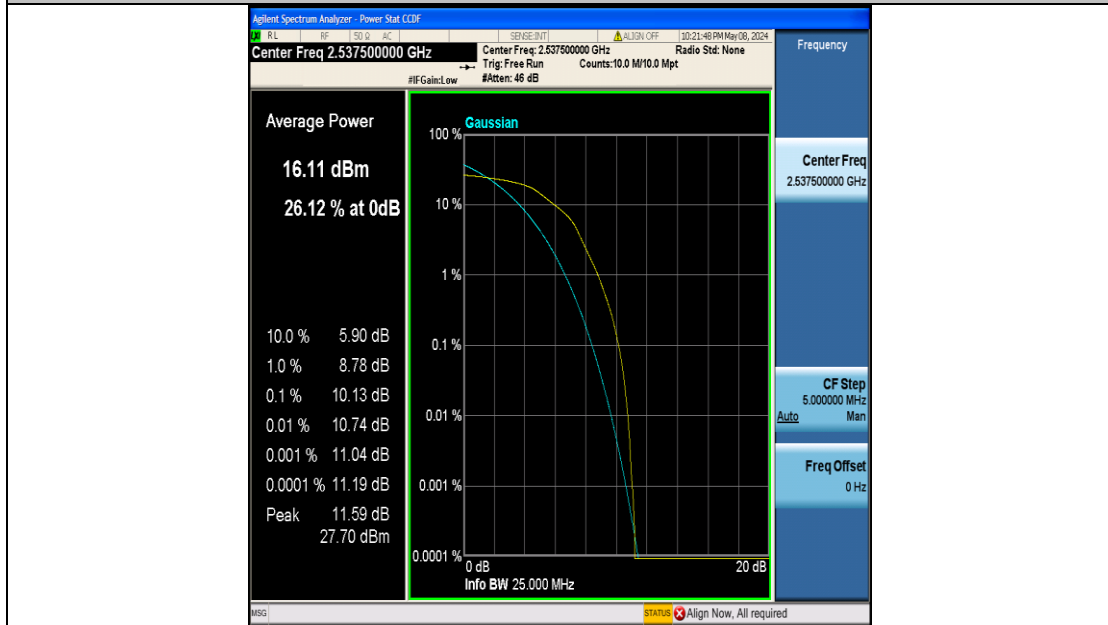 Agilent Spectrum Analyzer - Power Stat CCDF
RL RF 50 Ω AC SENSE:INT ALIGN OFF 10:21:48 PM May 08, 2024
Center Freq 2.537500000 GHz
Center Freq: 2.537500000 GHz Radio Std: None
Trig: Free Run Counts:10.0 M/10.0 Mpt
#IFGain:Low #Atten: 46 dB
Frequency
Average Power
16.11 dBm
26.12 % at 0dB
10.0 % 5.90 dB
1.0 % 8.78 dB
0.1 % 10.13 dB
0.01 % 10.74 dB
0.001 % 11.04 dB
0.0001 % 11.19 dB
Peak 11.59 dB
27.70 dBm
Gaussian
100 %
10 %
1 %
0.1 %
0.01 %
0.001 %
0.0001 %
0 dB 20 dB
Info BW 25.000 MHz
Center Freq
2.537500000 GHz
CF Step
5.000000 MHz
Auto Man
Freq Offset
0 Hz
MSG STATUS Align Now, All required